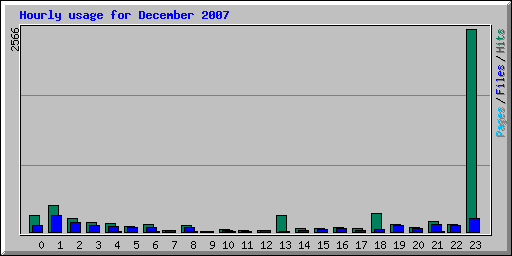 Hourly usage for December 2007
2566
Pages/Files/Hits
0 1 2 3 4 5 6 7 8 9 10 11 12 13 14 15 16 17 18 19 20 21 22 23